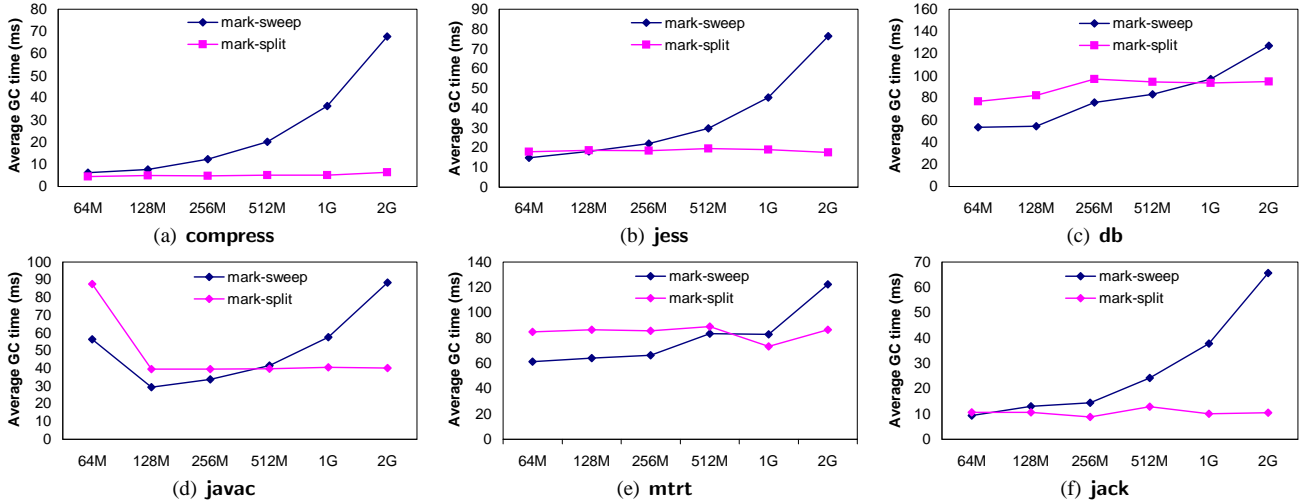 Average GC time (ms)
80
70
60
50
40
30
20
10
0
mark-sweep
mark-split
64M 128M 256M 512M 1G 2G
(a) compress
Average GC time (ms)
90
80
70
60
50
40
30
20
10
0
mark-sweep
mark-split
64M 128M 256M 512M 1G 2G
(b) jess
Average GC time (ms)
160
140
120
100
80
60
40
20
0
mark-sweep
mark-split
64M 128M 256M 512M 1G 2G
(c) db
Average GC time (ms)
100
90
80
70
60
50
40
30
20
10
0
mark-sweep
mark-split
64M 128M 256M 512M 1G 2G
(d) javac
Average GC time (ms)
140
120
100
80
60
40
20
0
mark-sweep
mark-split
64M 128M 256M 512M 1G 2G
(e) mtrt
Average GC time (ms)
70
60
50
40
30
20
10
0
mark-sweep
mark-split
64M 128M 256M 512M 1G 2G
(f) jack